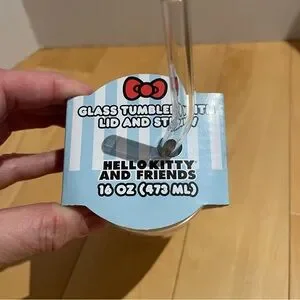 GLASS TUMBLER
LID AND
HELLO KITTY
AND FRIENDS
16 OZ (473 ML)